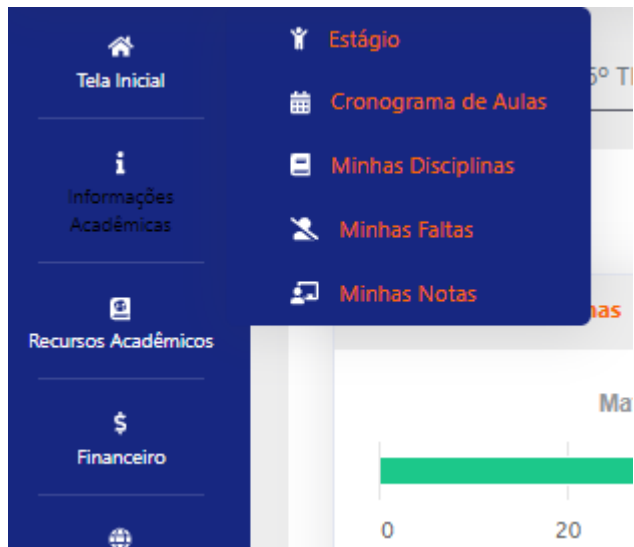 Tela Inicial
Informações
Acadêmicas
Recursos Acadêmicos
Financeiro
Estágio
Cronograma de Aulas
Minhas Disciplinas
Minhas Faltas
Minhas Notas
0
20